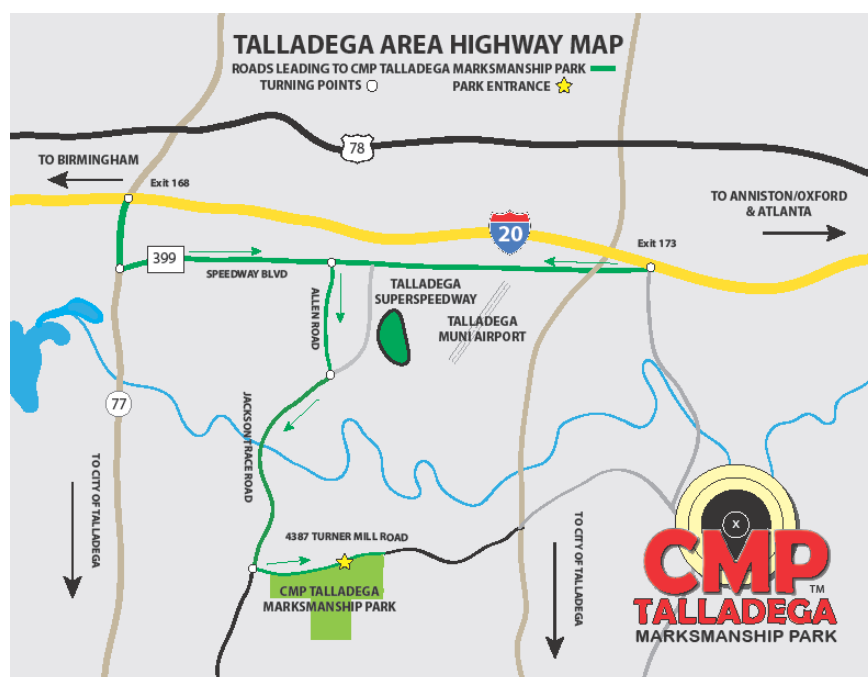 TALLADEGA AREA HIGHWAY MAP
ROADS LEADING TO CMP TALLADEGA MARKSMANSHIP PARK
TURNING POINTS
PARK ENTRANCE
78
TO BIRMINGHAM
Exit 168
TO ANNISTON/OXFORD
& ATLANTA
20
Exit 173
399
SPEEDWAY BLVD
ALLEN ROAD
TALLADEGA
SUPERSPEEDWAY
TALLADEGA
MUNI AIRPORT
77
JACKSON TRACE ROAD
TO CITY OF TALLADEGA
4387 TURNER MILL ROAD
CMP TALLADEGA
MARKSMANSHIP PARK
TO CITY OF TALLADEGA
X
CMP
TM
TALLADEGA
MARKSMANSHIP PARK